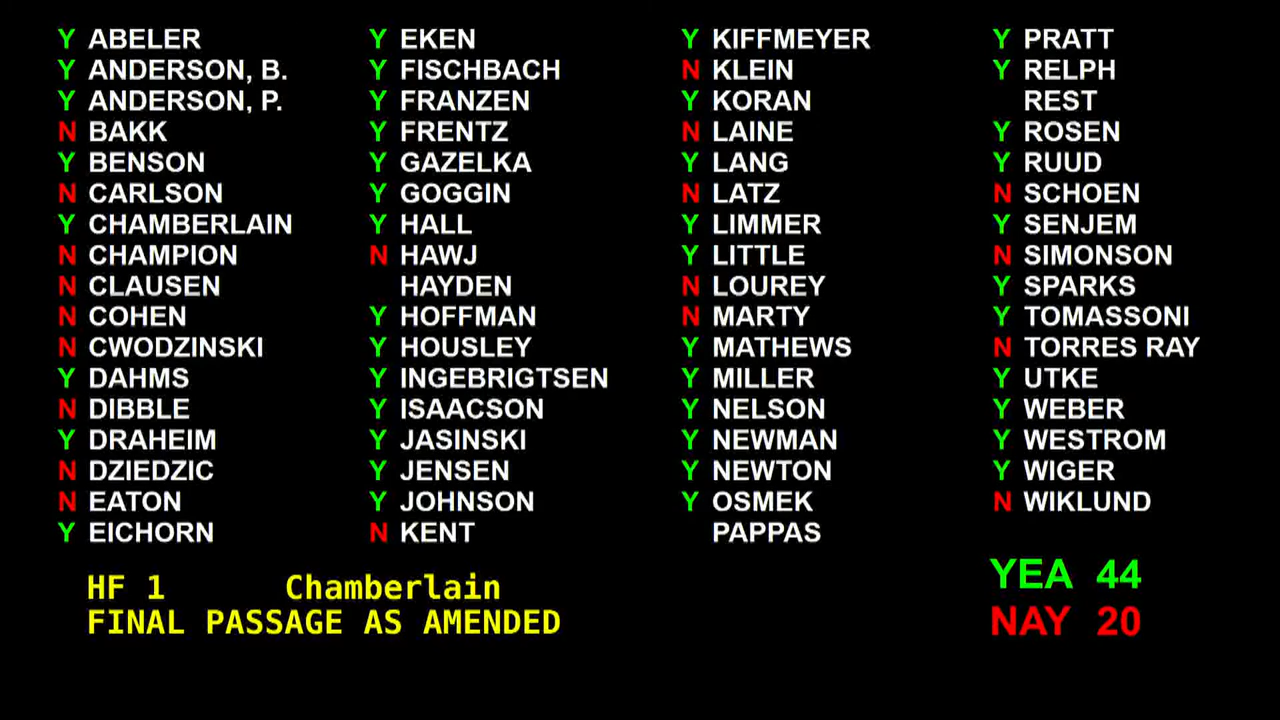 Y ABELER
Y ANDERSON, B.
Y ANDERSON, P.
N BAKK
Y BENSON
N CARLSON
Y CHAMBERLAIN
N CHAMPION
N CLAUSEN
N COHEN
N CWODZINSKI
Y DAHMS
N DIBBLE
Y DRAHEIM
N DZIEDZIC
N EATON
Y EICHORN
Y EKEN
Y FISCHBACH
Y FRANZEN
Y FRENTZ
Y GAZELKA
Y GOGGIN
Y HALL
N HAWJ
HAYDEN
Y HOFFMAN
Y HOUSLEY
Y INGEBRIGTSEN
Y ISAACSON
Y JASINSKI
Y JENSEN
Y JOHNSON
N KENT
Y KIFFMEYER
N KLEIN
Y KORAN
N LAINE
Y LANG
N LATZ
Y LIMMER
Y LITTLE
N LOUREY
N MARTY
Y MATHEWS
Y MILLER
Y NELSON
Y NEWMAN
Y NEWTON
Y OSMEK
PAPPAS
Y PRATT
Y RELPH
REST
Y ROSEN
Y RUUD
N SCHOEN
Y SENJEM
N SIMONSON
Y SPARKS
Y TOMASSONI
N TORRES RAY
Y UTKE
Y WEBER
Y WESTROM
Y WIGER
N WIKLUND
HF 1 Chamberlain
FINAL PASSAGE AS AMENDED
YEA 44
NAY 20